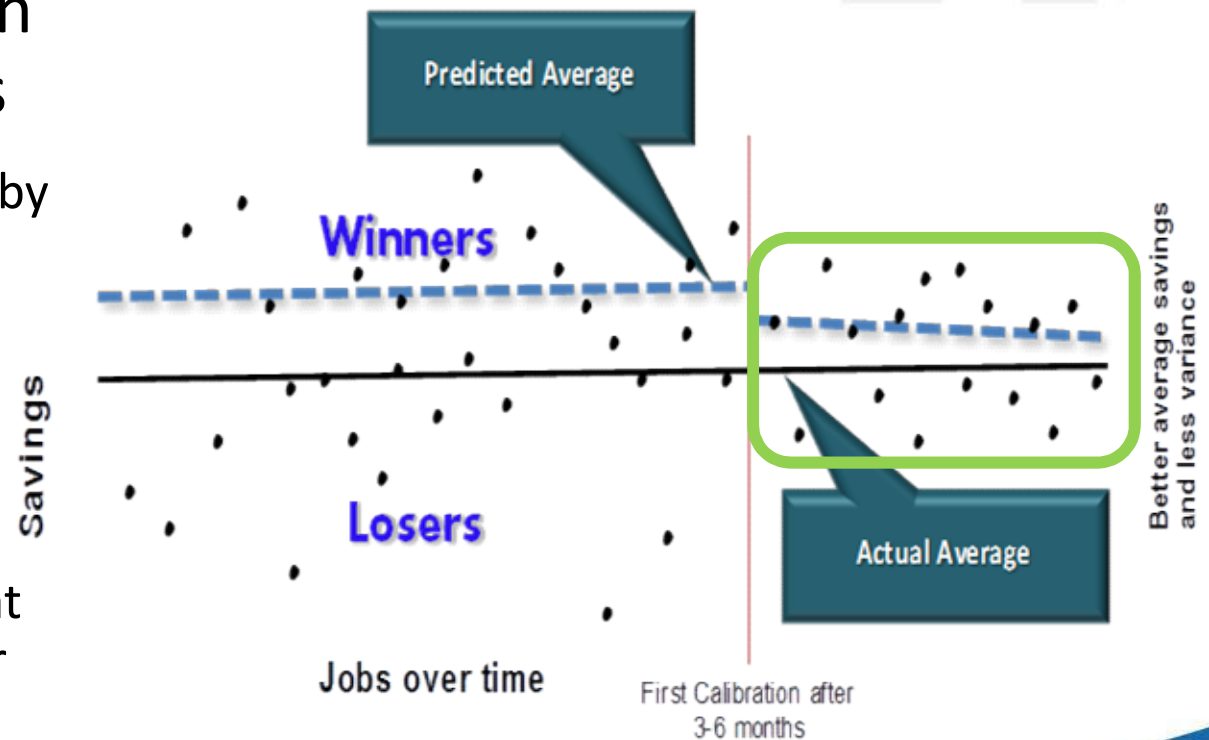 n
s
by
Predicted Average
Winners
Savings
Losers
Better average savings
and less variance
Actual Average
Jobs over time
First Calibration after
3-6 months